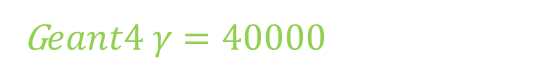 Geant4 γ = 40000